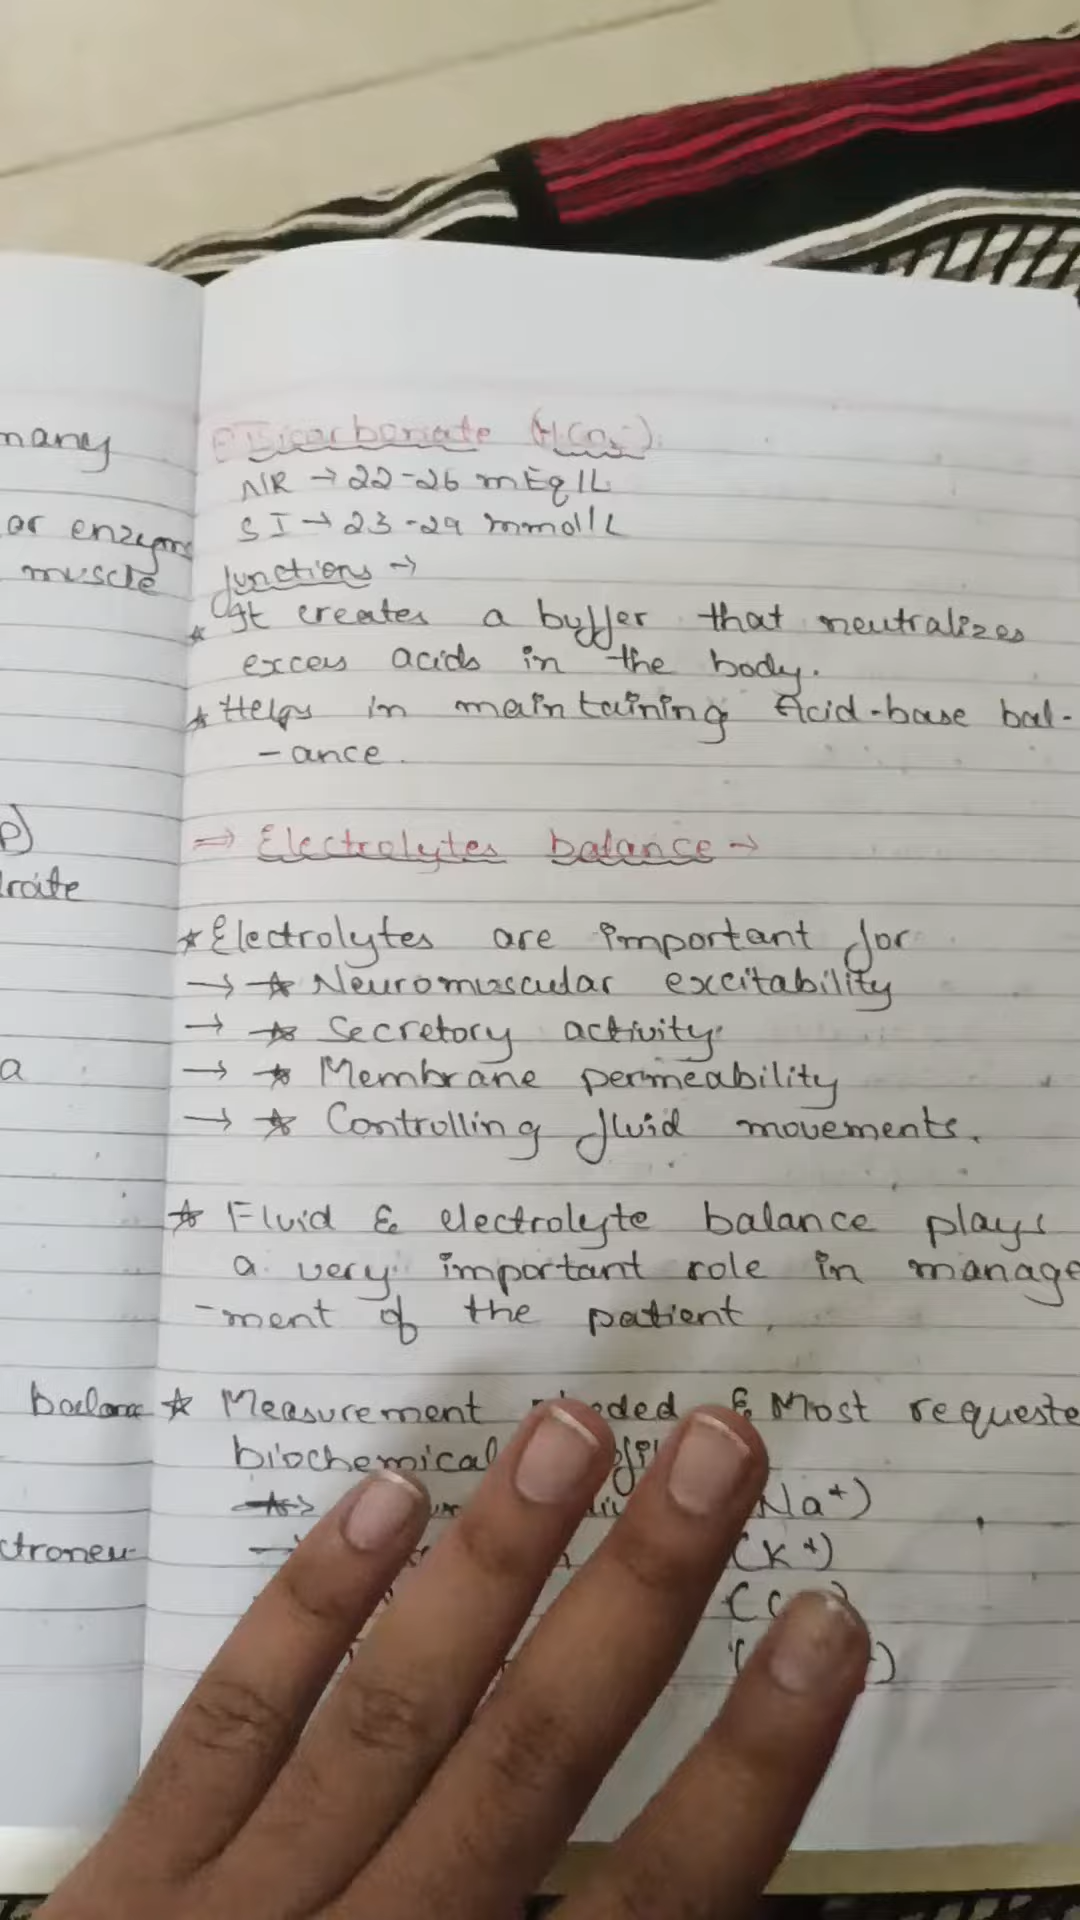 many
or enzyme
muscle
P)
drate
a
balance
ctroneu-
Bicarbonate (HCO3-).
NR → 22-26 mEq/L
SI → 23-29 mmol/L
functions →
★ It creates a buffer that neutralizes
excess acids in the body.
★ Helps in maintaining Acid-base bal-
-ance.
⇒ Electrolytes balance →
★ Electrolytes are important for
→ ★ Neuromuscular excitability
→ ★ Secretory activity.
→ ★ Membrane permeability
→ ★ Controlling fluid movements.
★ Fluid & electrolyte balance plays
a very important role in manage
-ment of the patient.
★ Measurement & Most requeste
biochemical
(Na+)
(K+)